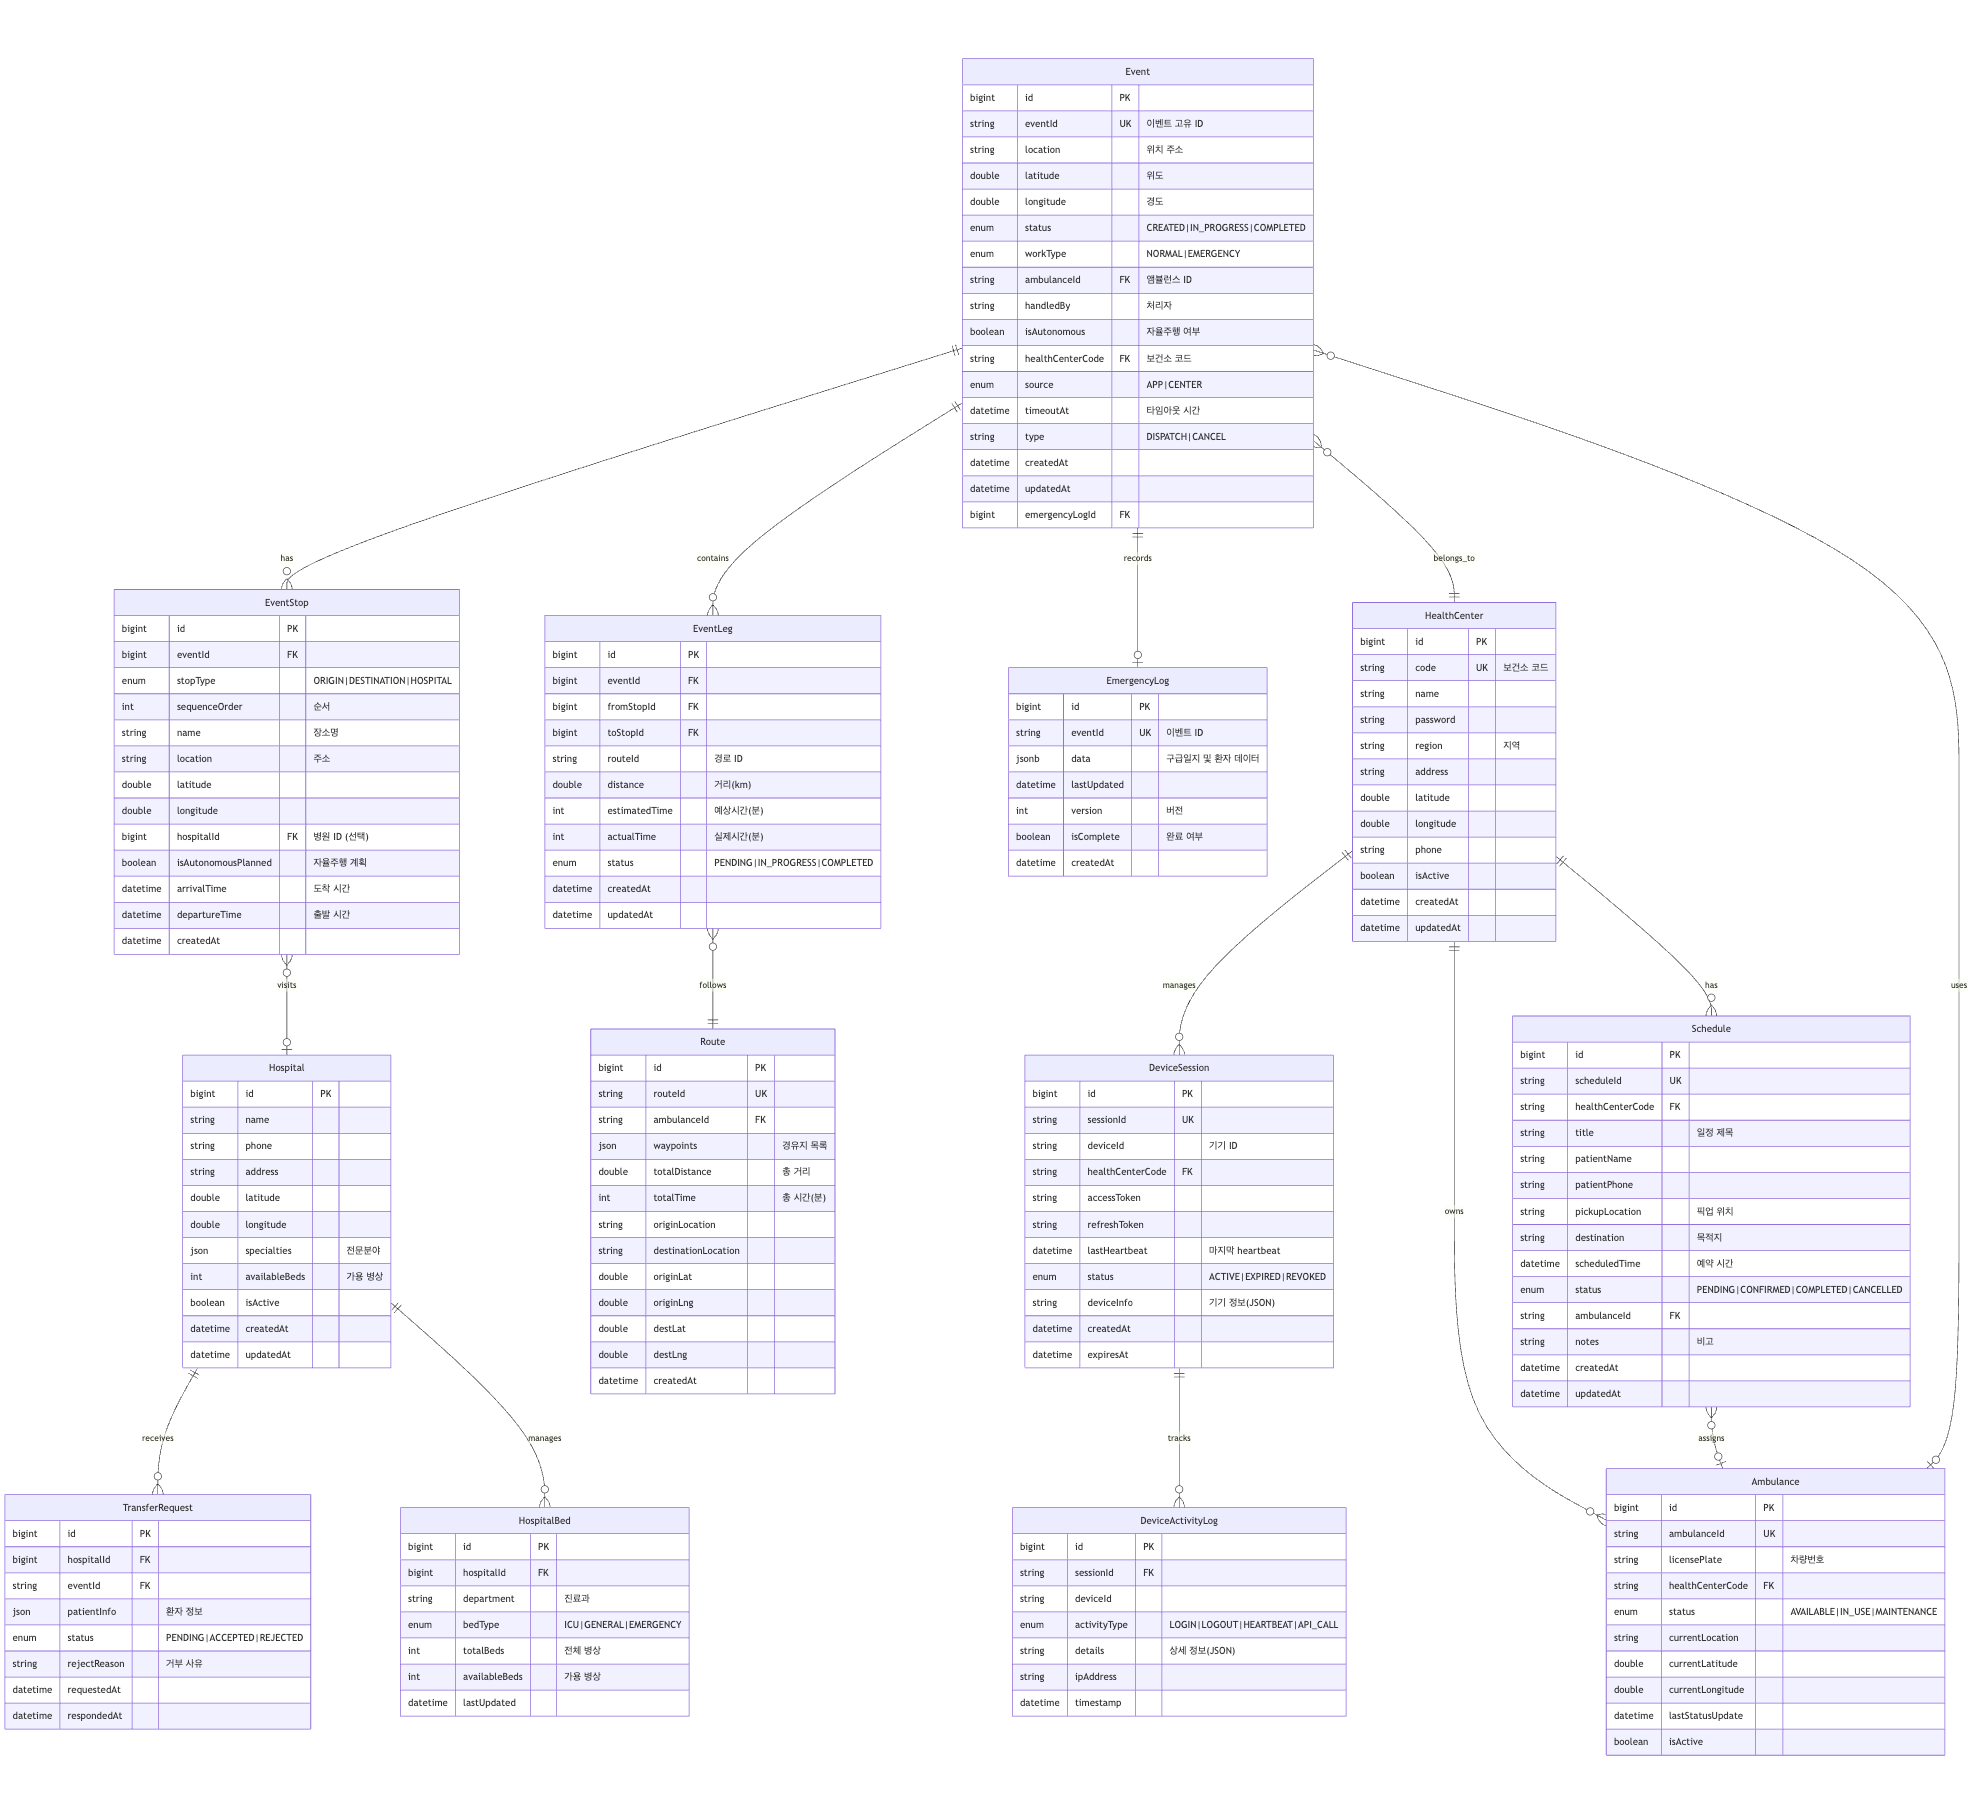 Event
bigint id PK
string eventId UK 이벤트 고유 ID
string location 위치 주소
double latitude 위도
double longitude 경도
enum status CREATED|IN_PROGRESS|COMPLETED
enum workType NORMAL|EMERGENCY
string ambulanceId FK 앰뷸런스 ID
string handledBy 처리자
boolean isAutonomous 자율주행 여부
string healthCenterCode FK 보건소 코드
enum source APP|CENTER
datetime timeoutAt 타임아웃 시간
string type DISPATCH|CANCEL
datetime createdAt
datetime updatedAt
bigint emergencyLogId FK
has
contains
records
belongs_to
uses
EventStop
bigint id PK
bigint eventId FK
enum stopType ORIGIN|DESTINATION|HOSPITAL
int sequenceOrder 순서
string name 장소명
string location 주소
double latitude
double longitude
bigint hospitalId FK 병원 ID (선택)
boolean isAutonomousPlanned 자율주행 계획
datetime arrivalTime 도착 시간
datetime departureTime 출발 시간
datetime createdAt
EventLeg
bigint id PK
bigint eventId FK
bigint fromStopId FK
bigint toStopId FK
string routeId 경로 ID
double distance 거리(km)
int estimatedTime 예상시간(분)
int actualTime 실제시간(분)
enum status PENDING|IN_PROGRESS|COMPLETED
datetime createdAt
datetime updatedAt
EmergencyLog
bigint id PK
string eventId UK 이벤트 ID
jsonb data 구급일지 및 환자 데이터
datetime lastUpdated
int version 버전
boolean isComplete 완료 여부
datetime createdAt
HealthCenter
bigint id PK
string code UK 보건소 코드
string name
string password
string region 지역
string address
double latitude
double longitude
string phone
boolean isActive
datetime createdAt
datetime updatedAt
visits
follows
manages
has
owns
Hospital
bigint id PK
string name
string phone
string address
double latitude
double longitude
json specialties 전문분야
int availableBeds 가용 병상
boolean isActive
datetime createdAt
datetime updatedAt
Route
bigint id PK
string routeId UK
string ambulanceId FK
json waypoints 경유지 목록
double totalDistance 총 거리
int totalTime 총 시간(분)
string originLocation
string destinationLocation
double originLat
double originLng
double destLat
double destLng
datetime createdAt
DeviceSession
bigint id PK
string sessionId UK
string deviceId 기기 ID
string healthCenterCode FK
string accessToken
string refreshToken
datetime lastHeartbeat 마지막 heartbeat
enum status ACTIVE|EXPIRED|REVOKED
string deviceInfo 기기 정보(JSON)
datetime createdAt
datetime expiresAt
Schedule
bigint id PK
string scheduleId UK
string healthCenterCode FK
string title 일정 제목
string patientName
string patientPhone
string pickupLocation 픽업 위치
string destination 목적지
datetime scheduledTime 예약 시간
enum status PENDING|CONFIRMED|COMPLETED|CANCELLED
string ambulanceId FK
string notes 비고
datetime createdAt
datetime updatedAt
receives
manages
tracks
assigns
TransferRequest
bigint id PK
bigint hospitalId FK
string eventId FK
json patientInfo 환자 정보
enum status PENDING|ACCEPTED|REJECTED
string rejectReason 거부 사유
datetime requestedAt
datetime respondedAt
HospitalBed
bigint id PK
bigint hospitalId FK
string department 진료과
enum bedType ICU|GENERAL|EMERGENCY
int totalBeds 전체 병상
int availableBeds 가용 병상
datetime lastUpdated
DeviceActivityLog
bigint id PK
string sessionId FK
string deviceId
enum activityType LOGIN|LOGOUT|HEARTBEAT|API_CALL
string details 상세 정보(JSON)
string ipAddress
datetime timestamp
Ambulance
bigint id PK
string ambulanceId UK
string licensePlate 차량번호
string healthCenterCode FK
enum status AVAILABLE|IN_USE|MAINTENANCE
string currentLocation
double currentLatitude
double currentLongitude
datetime lastStatusUpdate
boolean isActive